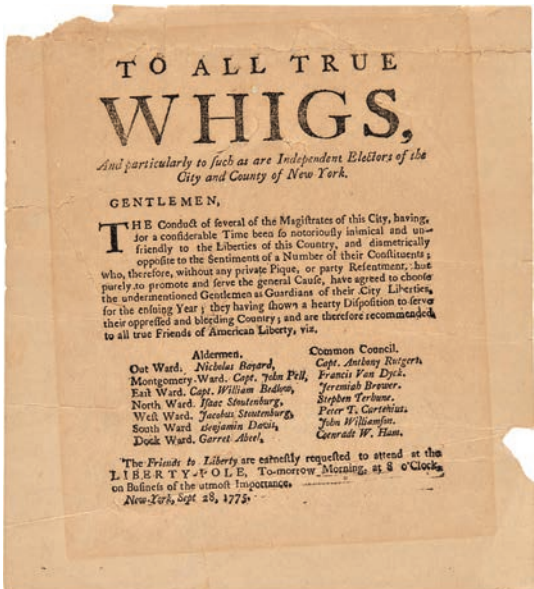 TO ALL TRUE
WHIGS,
And particularly to ſuch as are Independent Electors of the
City and County of New York.
GENTLEMEN,
THE Conduct of ſeveral of the Magiſtrates of this City, having,
for a conſiderable Time been ſo notoriouſly inimical and un-
friendly to the Liberties of this Country, and diametrically
oppoſite to the Sentiments of a Number of their Conſtituents;
who, therefore, without any private Pique, or party Reſentment, but
purely to promote and ſerve the general Cauſe, have agreed to chooſe
the undermentioned Gentlemen as Guardians of their City Liberties,
for the enſuing Year; they having ſhown a hearty Diſpoſition to ſerve
their oppreſſed and bleeding Country; and are therefore recommended
to all true Friends of American Liberty, viz.
Aldermen. Common Council.
Out Ward. Nicholas Bayard, Capt. Anthony Rutgers,
Montgomery-Ward. Capt. John Pell, Francis Van Dyck.
Eaſt Ward. Capt. William Bedlow, Jeremiah Brower.
North Ward. Iſaac Stoutenburg, Stephen Terhune.
Weſt Ward. Jacobus Stoutenburg, Peter T. Curtenius.
South Ward Benjamin Davis, John Williamſon.
Dock Ward. Garret Abeel, Coenradt W. Ham.
The Friends to Liberty are earneſtly requeſted to attend at the
LIBERTY-POLE, To-morrow Morning, at 8 o'Clock,
on Buſineſs of the utmoſt Importance.
New-York, Sept 28, 1775.